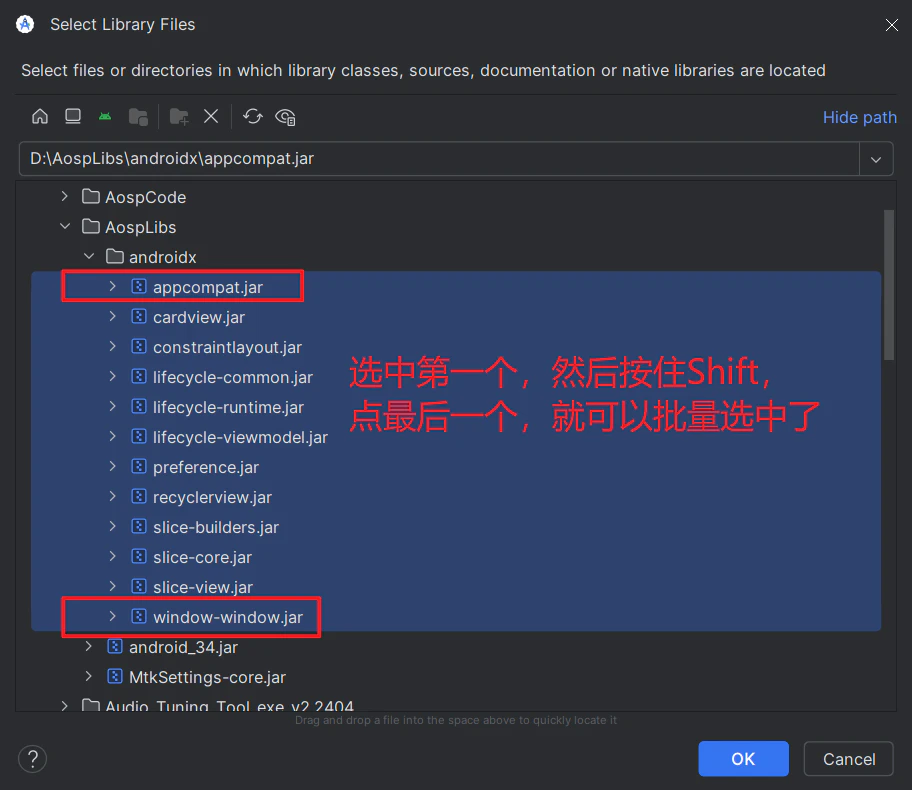 Select Library Files
Select files or directories in which library classes, sources, documentation or native libraries are located
Hide path
D:\AospLibs\androidx\appcompat.jar
AospCode
AospLibs
androidx
appcompat.jar
cardview.jar
constraintlayout.jar
lifecycle-common.jar
lifecycle-runtime.jar
lifecycle-viewmodel.jar
preference.jar
recyclerview.jar
slice-builders.jar
slice-core.jar
slice-view.jar
window-window.jar
android_34.jar
MtkSettings-core.jar
Audio_Tuning_Tool_exe_v2.2404
选中第一个，然后按住Shift，
点最后一个，就可以批量选中了
Drag and drop a file into the space above to quickly locate it
?
OK
Cancel